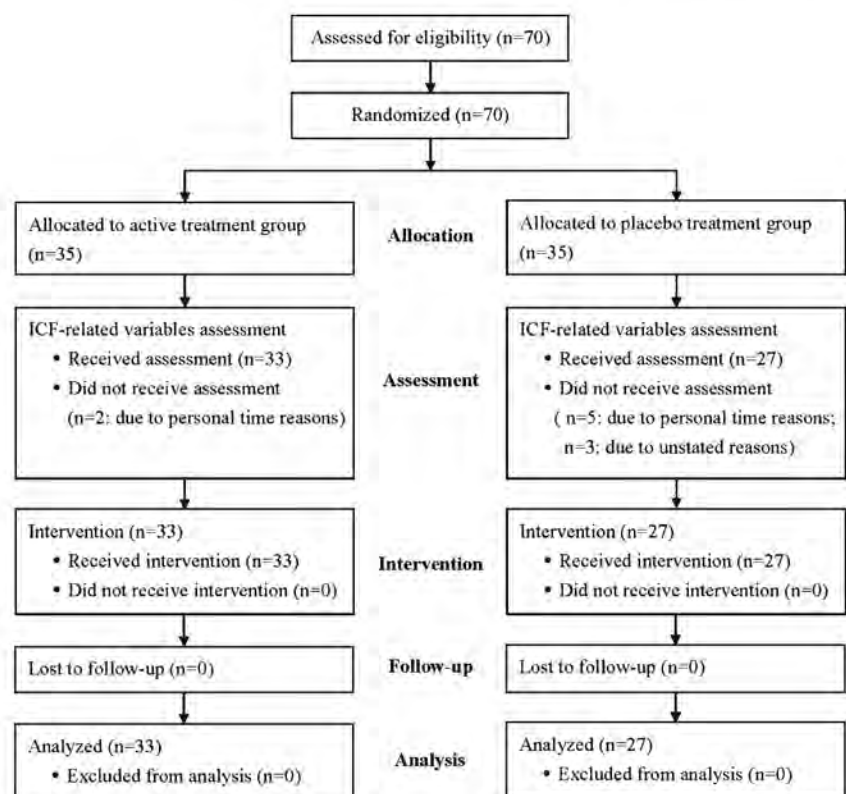 Assessed for eligibility (n=70)
Randomized (n=70)
Allocated to active treatment group
(n=35)
Allocation
Allocated to placebo treatment group
(n=35)
ICF-related variables assessment
• Received assessment (n=33)
• Did not receive assessment
(n=2: due to personal time reasons)
Assessment
ICF-related variables assessment
• Received assessment (n=27)
• Did not receive assessment
( n=5: due to personal time reasons;
n=3: due to unstated reasons)
Intervention (n=33)
• Received intervention (n=33)
• Did not receive intervention (n=0)
Intervention
Intervention (n=27)
• Received intervention (n=27)
• Did not receive intervention (n=0)
Lost to follow-up (n=0)
Follow-up
Lost to follow-up (n=0)
Analyzed (n=33)
• Excluded from analysis (n=0)
Analysis
Analyzed (n=27)
• Excluded from analysis (n=0)